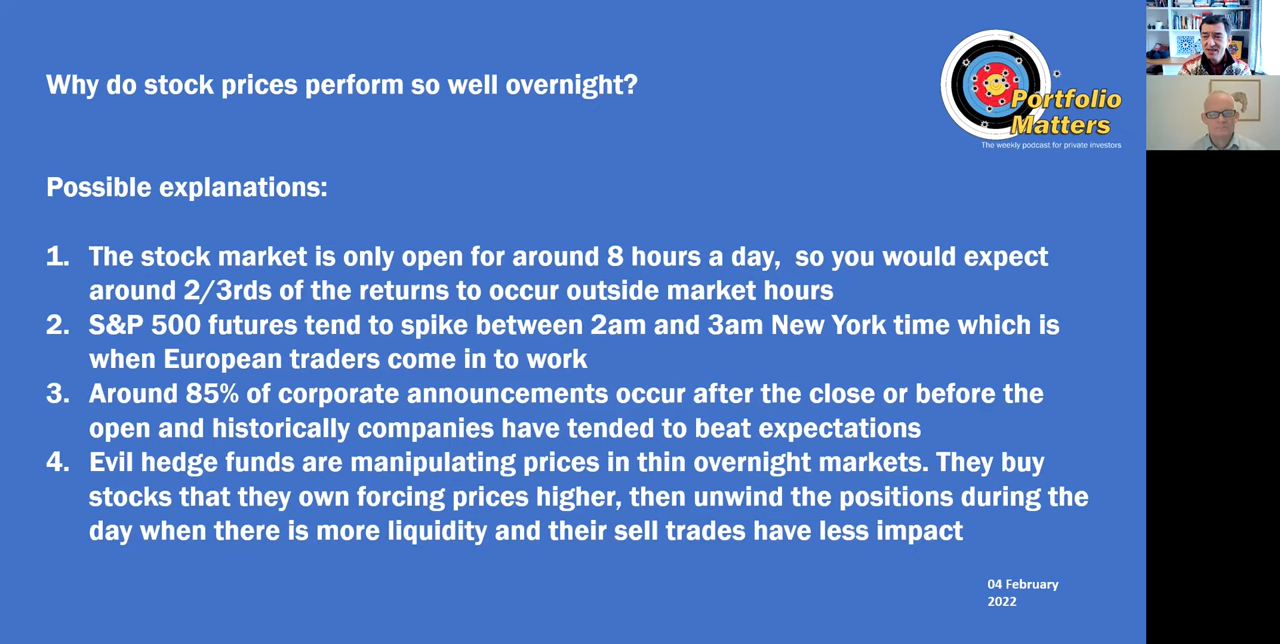 Why do stock prices perform so well overnight?
Portfolio
Matters
The weekly podcast for private investors
Possible explanations:
1. The stock market is only open for around 8 hours a day,  so you would expect
around 2/3rds of the returns to occur outside market hours
2. S&P 500 futures tend to spike between 2am and 3am New York time which is
when European traders come in to work
3. Around 85% of corporate announcements occur after the close or before the
open and historically companies have tended to beat expectations
4. Evil hedge funds are manipulating prices in thin overnight markets. They buy
stocks that they own forcing prices higher, then unwind the positions during the
day when there is more liquidity and their sell trades have less impact
04 February
2022